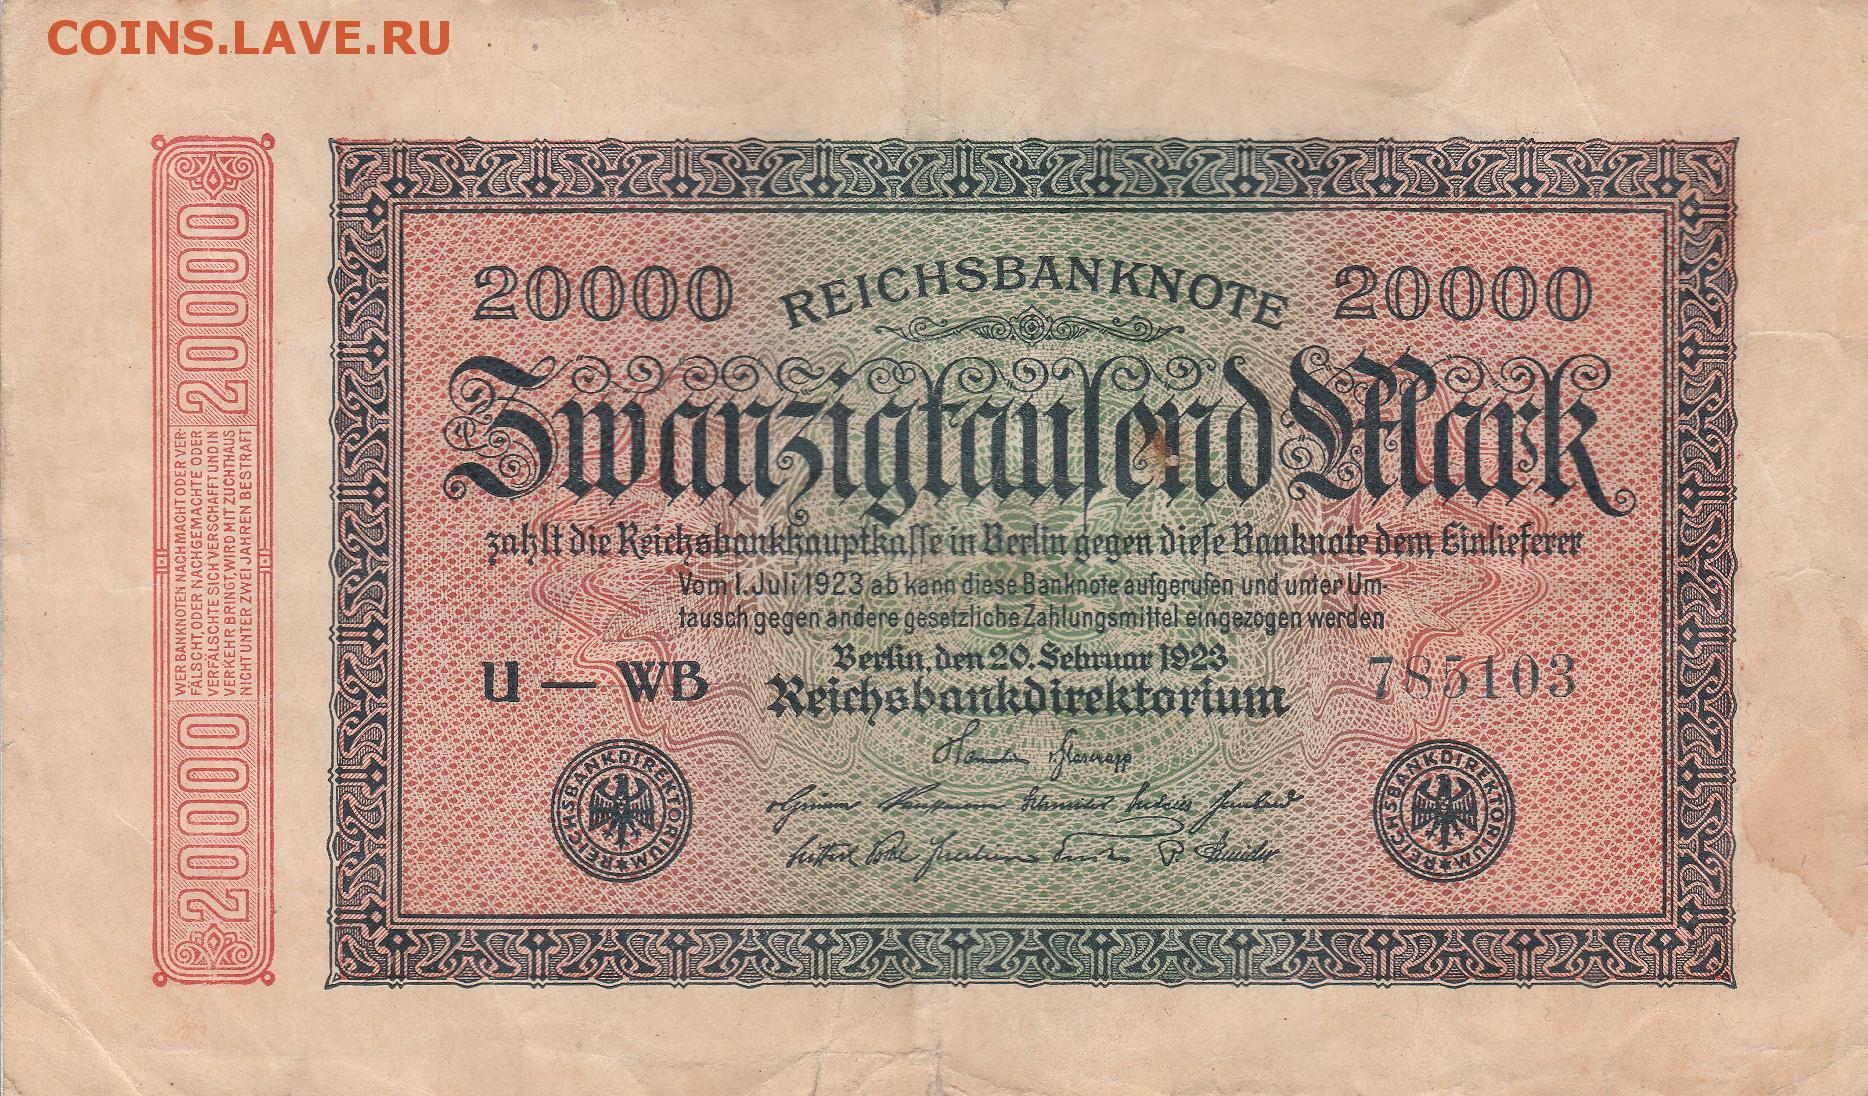 COINS.LAVE.RU
20000
20000
WER BANKNOTEN NACHMACHT ODER VER-
FÄLSCHT, ODER NACHGEMACHTE ODER
VERFÄLSCHTE SICH VERSCHAFFT UND IN
VERKEHR BRINGT, WIRD MIT ZUCHTHAUS
NICHT UNTER ZWEI JAHREN BESTRAFT
20000 REICHSBANKNOTE 20000
Zwanzigtausend Mark
zahlt die Reichsbankhauptkasse in Berlin gegen diese Banknote dem Einlieferer
Vom 1. Juli 1923 ab kann diese Banknote aufgerufen und unter Um-
tausch gegen andere gesetzliche Zahlungsmittel eingezogen werden
Berlin, den 20. Februar 1923
U — WB
Reichsbankdirektorium
785103
REICHSBANKDIREKTORIUM
REICHSBANKDIREKTORIUM